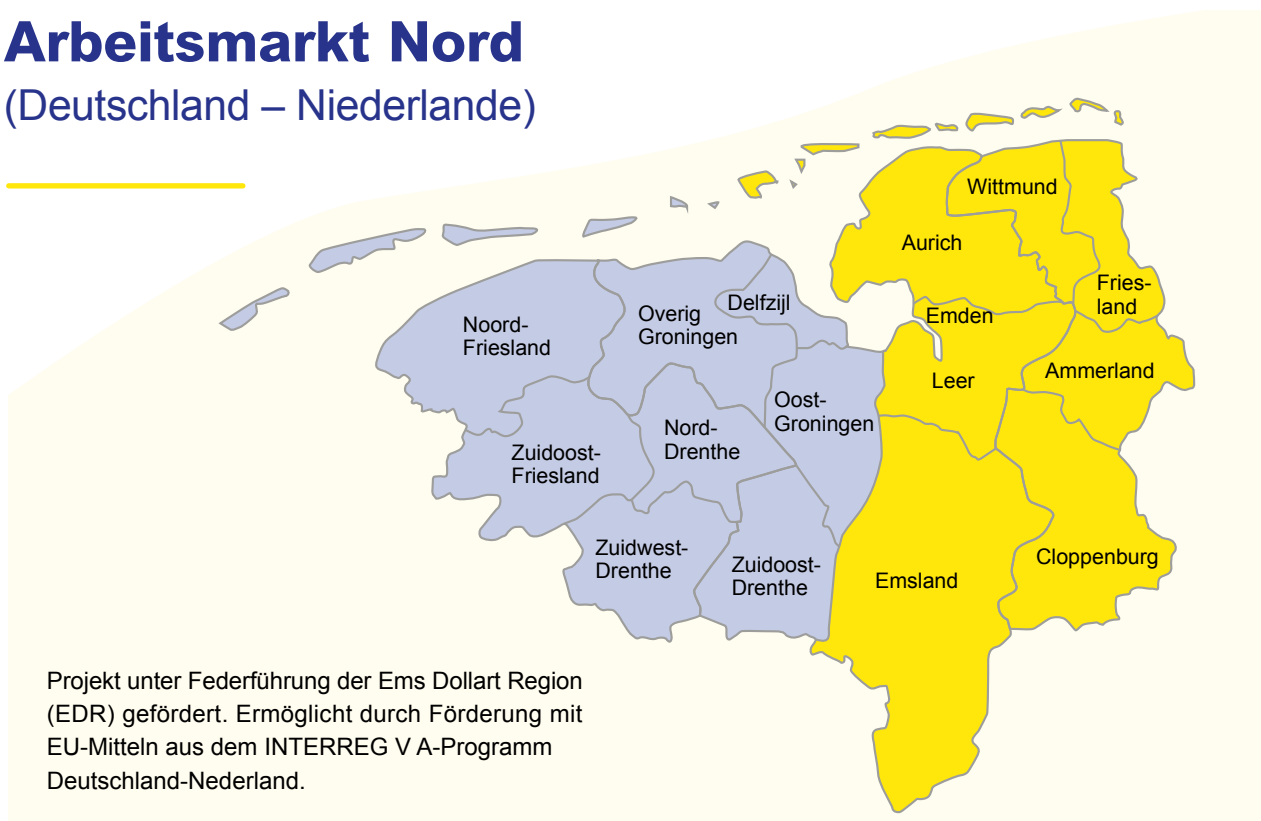 Arbeitsmarkt Nord
(Deutschland – Niederlande)
Wittmund
Aurich
Fries-
land
Delfzijl
Overig
Groningen
Emden
Noord-
Friesland
Leer
Ammerland
Oost-
Groningen
Nord-
Drenthe
Zuidoost-
Friesland
Zuidwest-
Drenthe
Zuidoost-
Drenthe
Emsland
Cloppenburg
Projekt unter Federführung der Ems Dollart Region
(EDR) gefördert. Ermöglicht durch Förderung mit
EU-Mitteln aus dem INTERREG V A-Programm
Deutschland-Nederland.